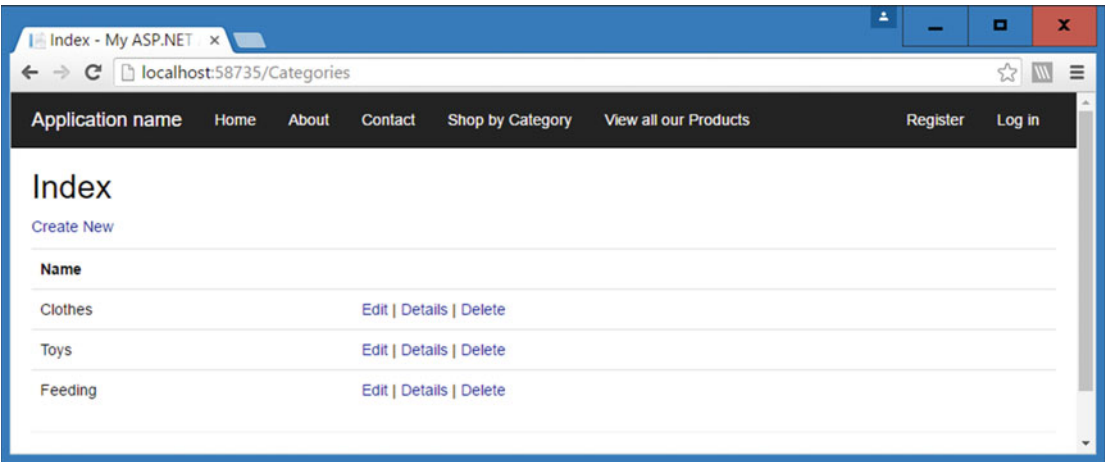 Index - My ASP.NET
localhost:58735/Categories
Application name Home About Contact Shop by Category View all our Products Register Log in
Index
Create New
Name
Clothes Edit | Details | Delete
Toys Edit | Details | Delete
Feeding Edit | Details | Delete